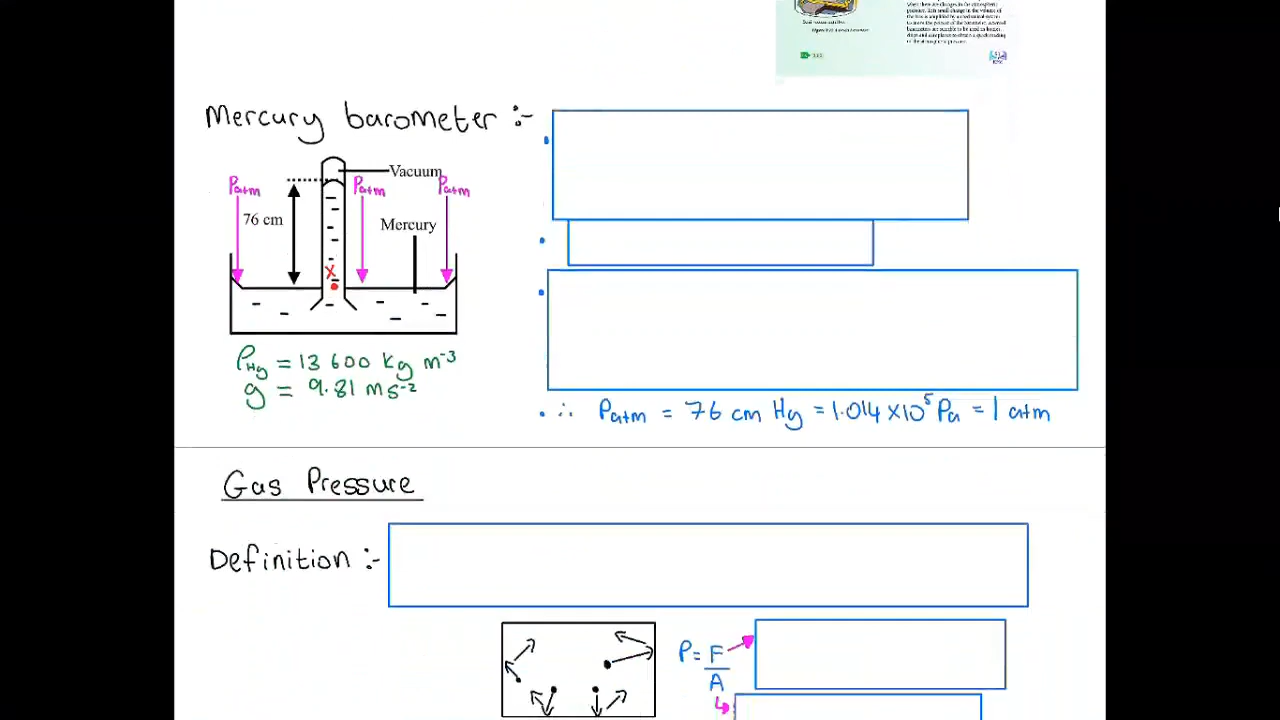 Mercury barometer :-
Vacuum
Patm Patm Patm
76 cm
Mercury
X
ρHg = 13 600 kg m⁻³
g = 9.81 m s⁻²
∴ Patm = 76 cm Hg = 1.014 × 10⁵ Pa = 1 atm
Gas Pressure
Definition :-
P = F
A